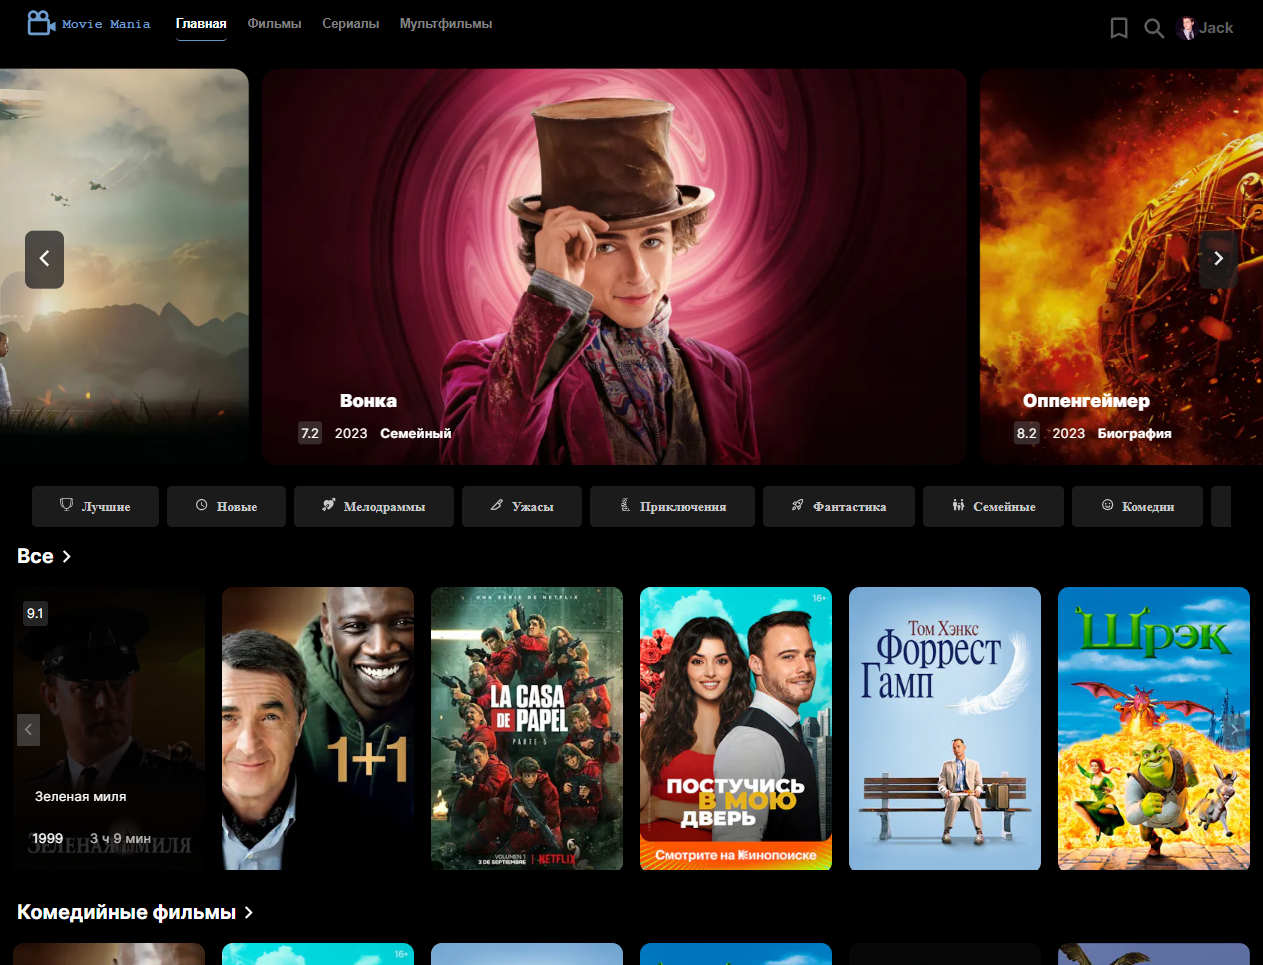 Movie Mania
Главная Фильмы Сериалы Мультфильмы
Jack
Вонка
7.2 2023 Семейный
Оппенгеймер
8.2 2023 Биография
Лучшие Новые Мелодраммы Ужасы Приключения Фантастика Семейные Комедии
Все
9.1
Зеленая миля
1999 3 ч 9 мин
ЗЕЛЕНАЯ МИЛЯ
1+1
UNA SERIE DE NETFLIX
LA CASA
DE PAPEL
PARTE 5
VOLUMEN 1
3 DE SEPTIEMBRE
NETFLIX
16+
ПОСТУЧИСЬ
В МОЮ
ДВЕРЬ
Смотрите на Кинопоиске
Том Хэнкс
Форрест
Гамп
Шрэк
Комедийные фильмы
16+